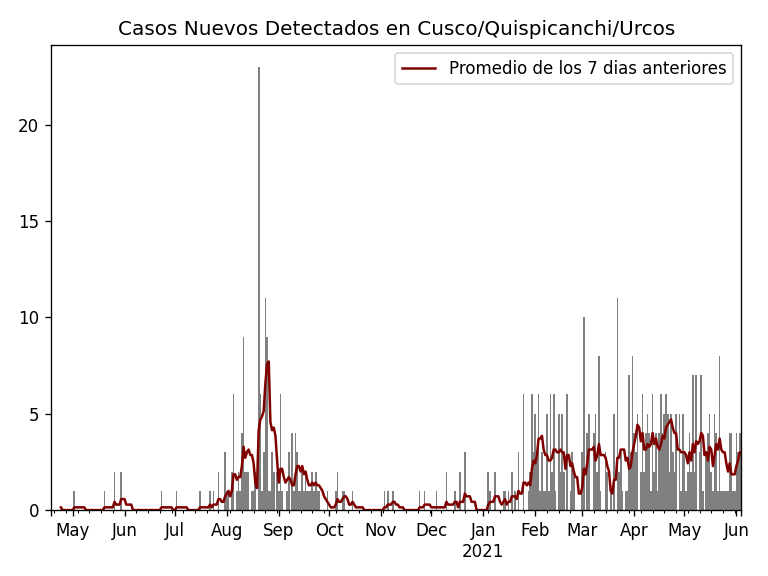 Casos Nuevos Detectados en Cusco/Quispicanchi/Urcos
Promedio de los 7 dias anteriores
20
15
10
5
0
May Jun Jul Aug Sep Oct Nov Dec Jan Feb Mar Apr May Jun
2021